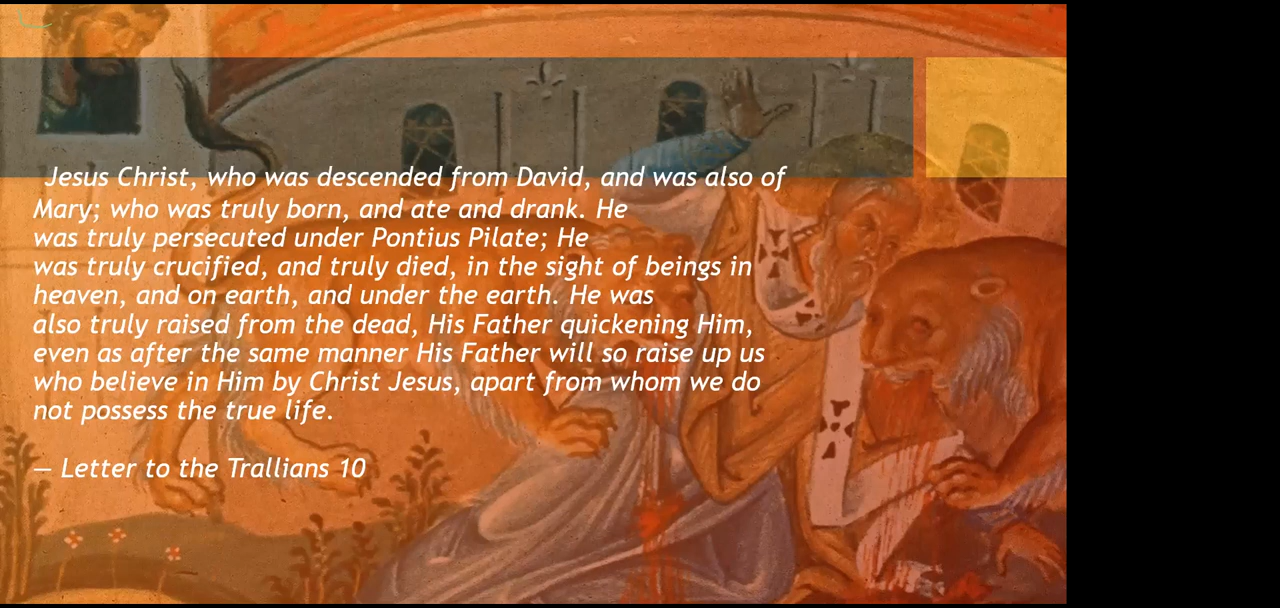 Jesus Christ, who was descended from David, and was also of
Mary; who was truly born, and ate and drank. He
was truly persecuted under Pontius Pilate; He
was truly crucified, and truly died, in the sight of beings in
heaven, and on earth, and under the earth. He was
also truly raised from the dead, His Father quickening Him,
even as after the same manner His Father will so raise up us
who believe in Him by Christ Jesus, apart from whom we do
not possess the true life.
— Letter to the Trallians 10